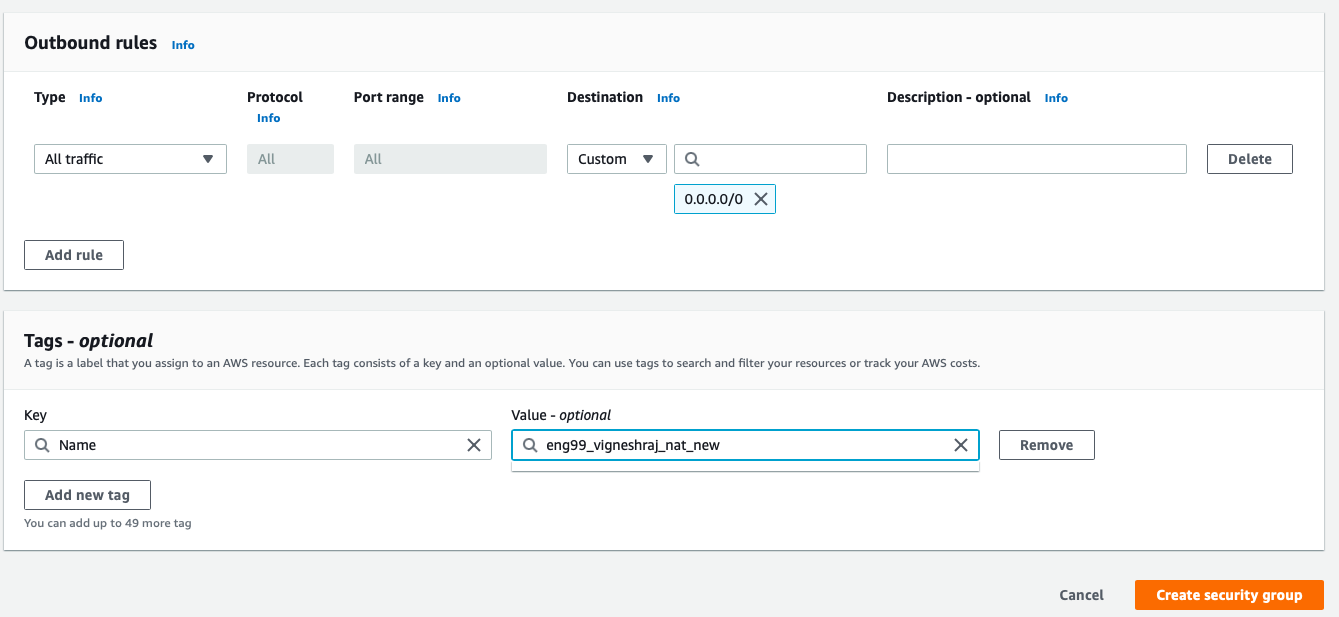 Outbound rules Info
Type Info Protocol Port range Info Destination Info Description - optional Info
Info
All traffic All All Custom Delete
0.0.0.0/0
Add rule
Tags - optional
A tag is a label that you assign to an AWS resource. Each tag consists of a key and an optional value. You can use tags to search and filter your resources or track your AWS costs.
Key Value - optional
Name eng99_vigneshraj_nat_new Remove
Add new tag
You can add up to 49 more tag
Cancel Create security group